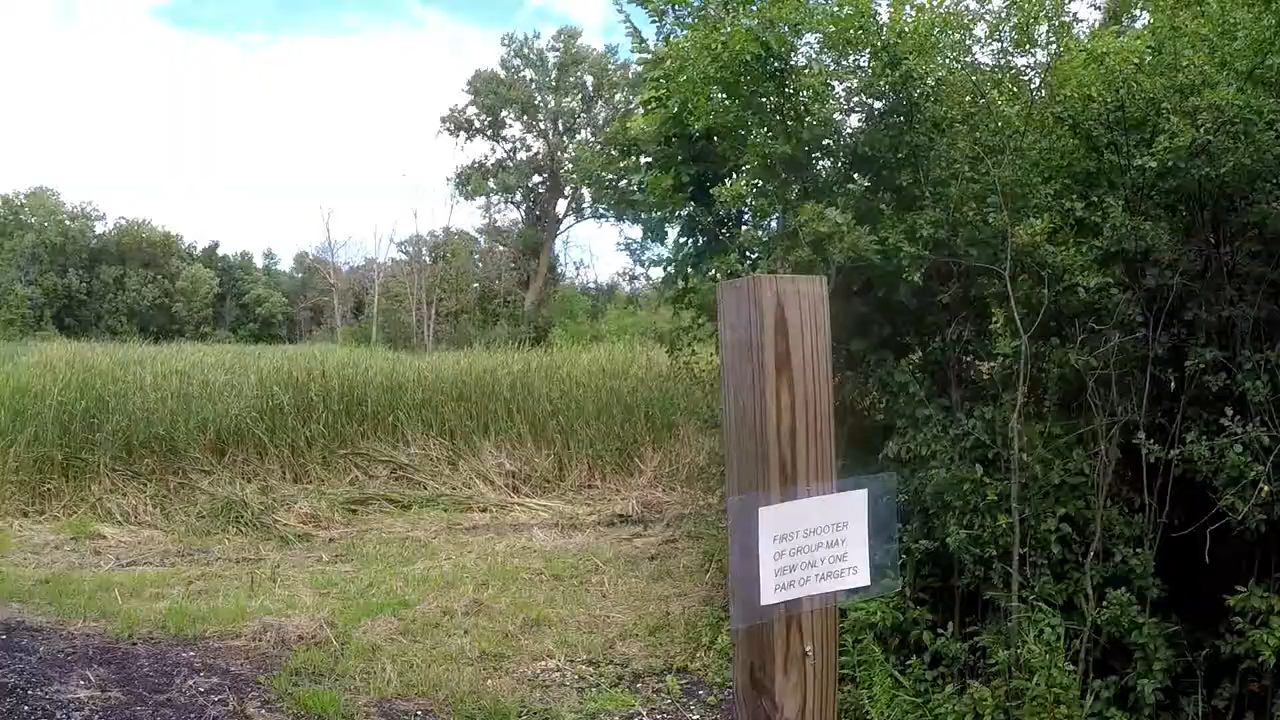 FIRST SHOOTER
OF GROUP MAY
VIEW ONLY ONE
PAIR OF TARGETS